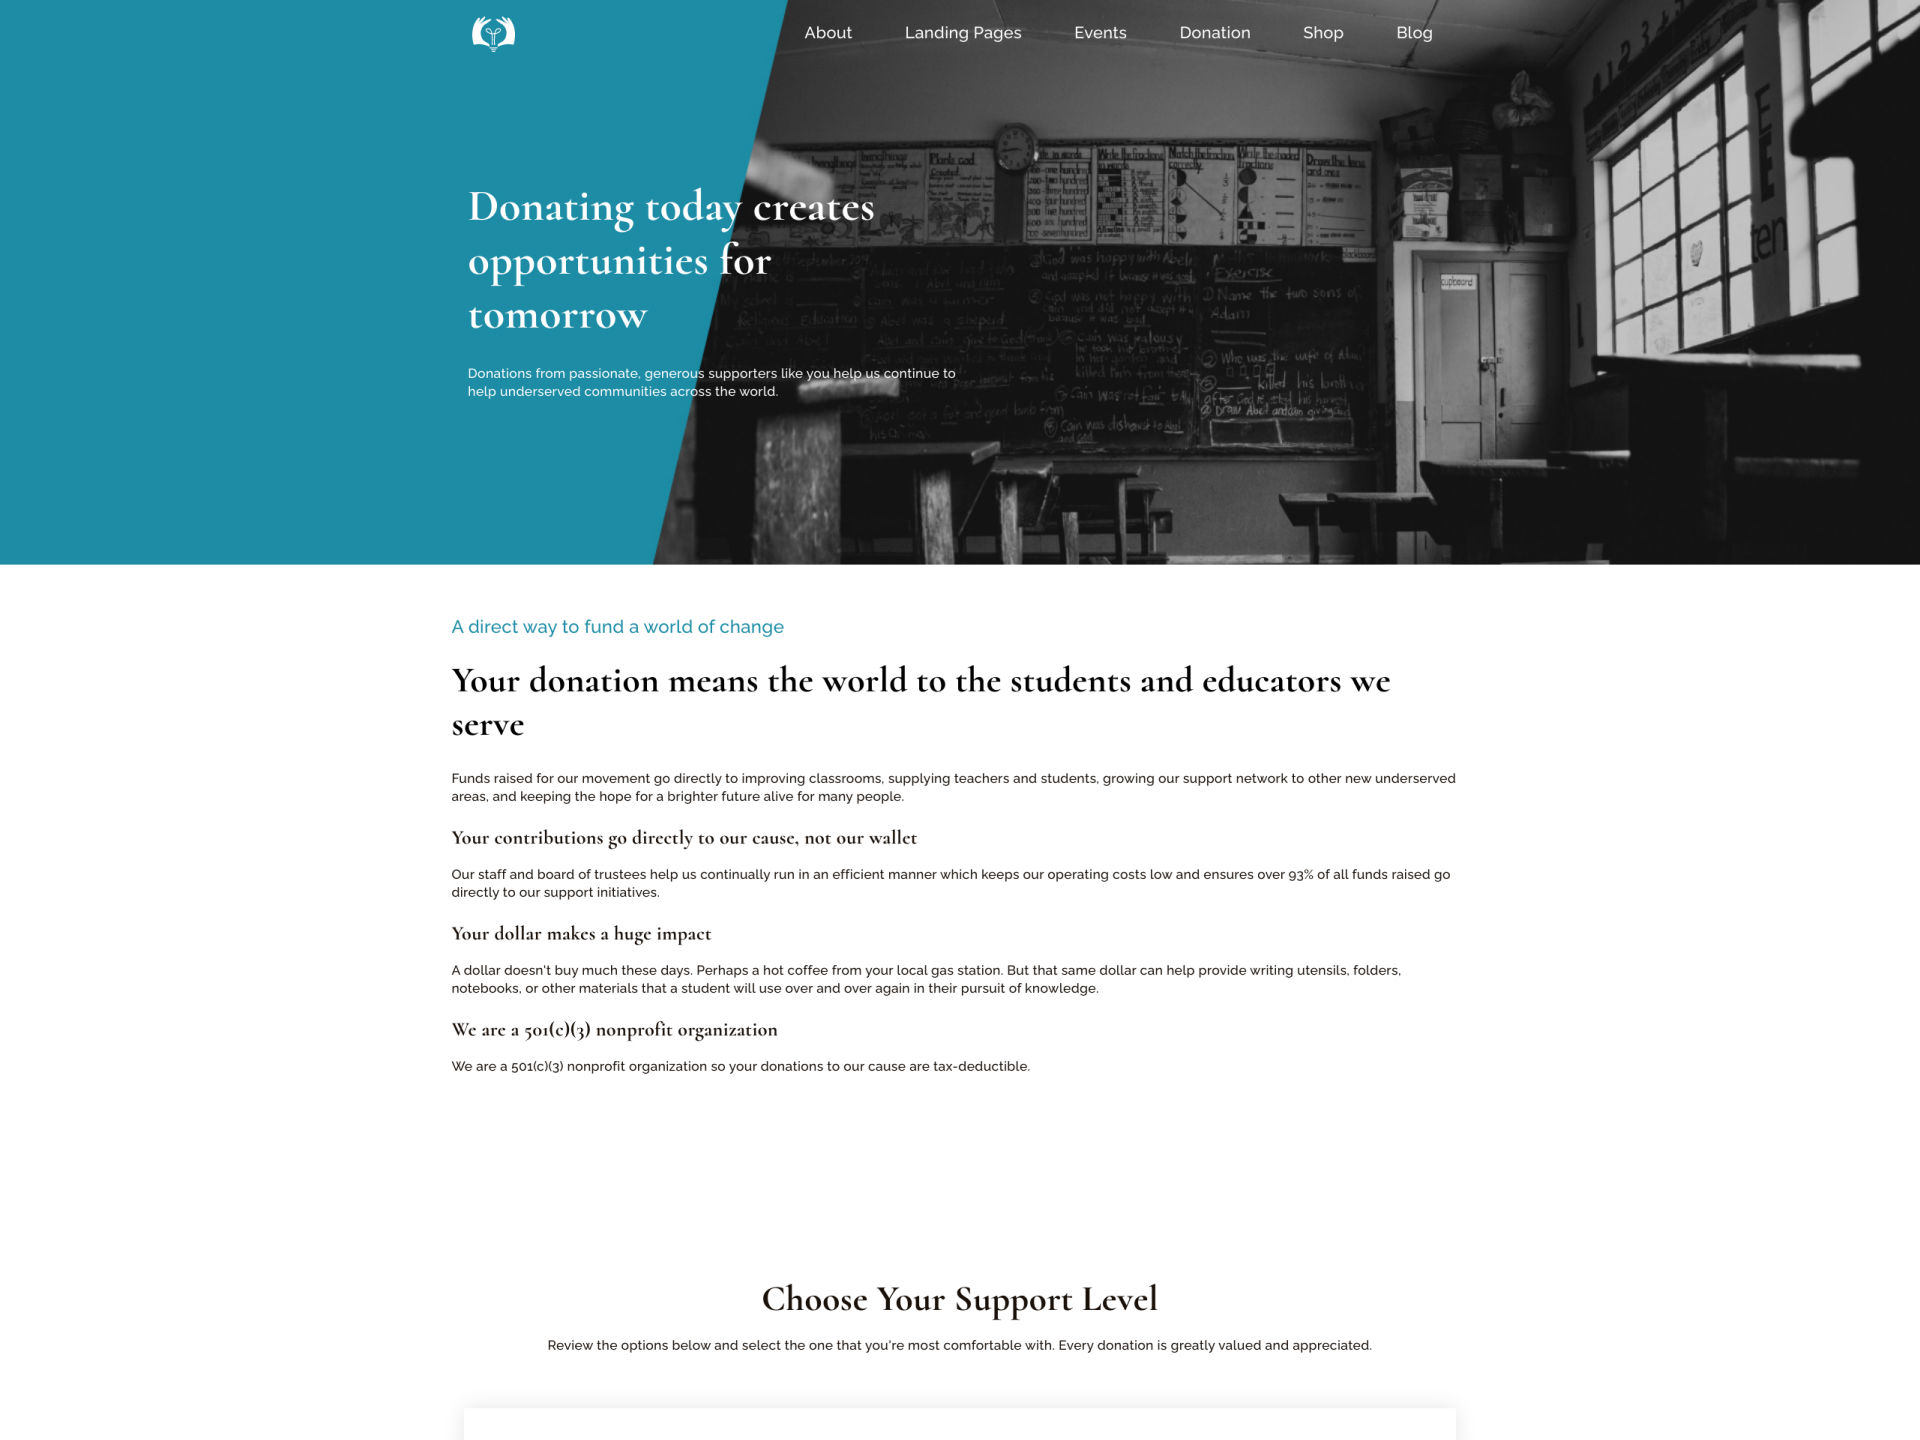 About Landing Pages Events Donation Shop Blog
Donating today creates
opportunities for
tomorrow
Donations from passionate, generous supporters like you help us continue to
help underserved communities across the world.
cupboard
A direct way to fund a world of change
Your donation means the world to the students and educators we
serve
Funds raised for our movement go directly to improving classrooms, supplying teachers and students, growing our support network to other new underserved
areas, and keeping the hope for a brighter future alive for many people.
Your contributions go directly to our cause, not our wallet
Our staff and board of trustees help us continually run in an efficient manner which keeps our operating costs low and ensures over 93% of all funds raised go
directly to our support initiatives.
Your dollar makes a huge impact
A dollar doesn't buy much these days. Perhaps a hot coffee from your local gas station. But that same dollar can help provide writing utensils, folders,
notebooks, or other materials that a student will use over and over again in their pursuit of knowledge.
We are a 501(c)(3) nonprofit organization
We are a 501(c)(3) nonprofit organization so your donations to our cause are tax-deductible.
Choose Your Support Level
Review the options below and select the one that you're most comfortable with. Every donation is greatly valued and appreciated.